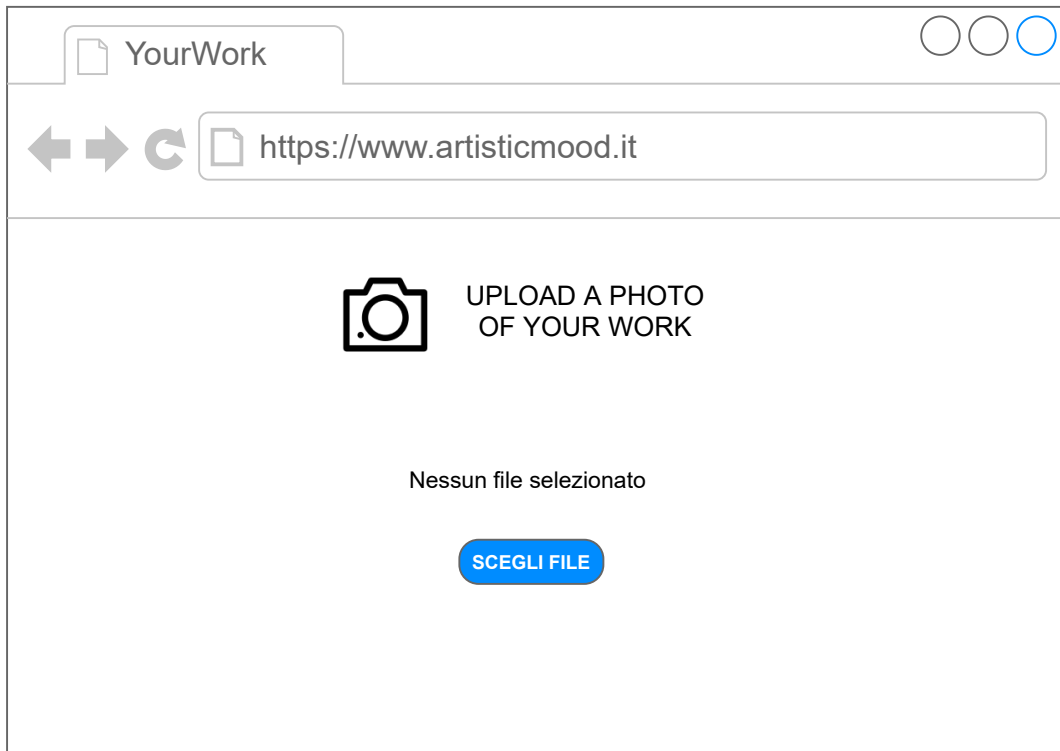 YourWork
https://www.artisticmood.it
UPLOAD A PHOTO
OF YOUR WORK
Nessun file selezionato
SCEGLI FILE